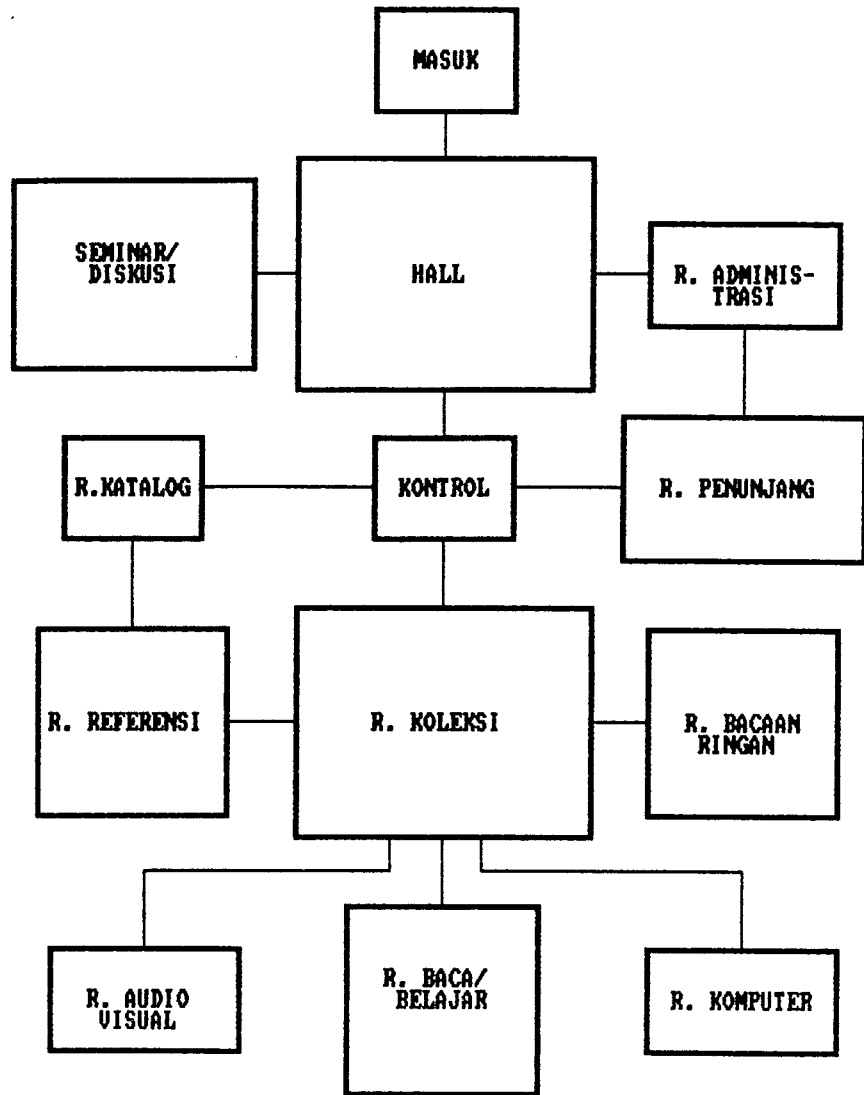 MASUK
SEMINAR/
DISKUSI
HALL
R. ADMINIS-
TRASI
R.KATALOG
KONTROL
R. PENUNJANG
R. REFERENSI
R. KOLEKSI
R. BACAAN
RINGAN
R. AUDIO
VISUAL
R. BACA/
BELAJAR
R. KOMPUTER